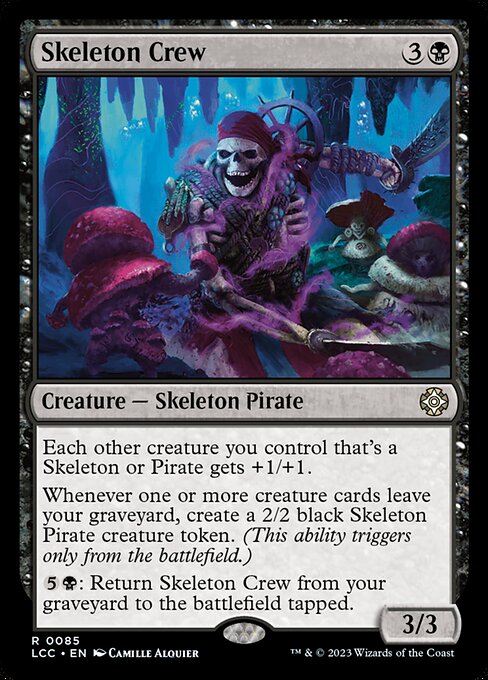 Skeleton Crew 3
Creature — Skeleton Pirate
Each other creature you control that's a
Skeleton or Pirate gets +1/+1.
Whenever one or more creature cards leave
your graveyard, create a 2/2 black Skeleton
Pirate creature token. (This ability triggers
only from the battlefield.)
5: Return Skeleton Crew from your
graveyard to the battlefield tapped.
3/3
R 0085
LCC • EN Camille Alquier
™ & © 2023 Wizards of the Coast